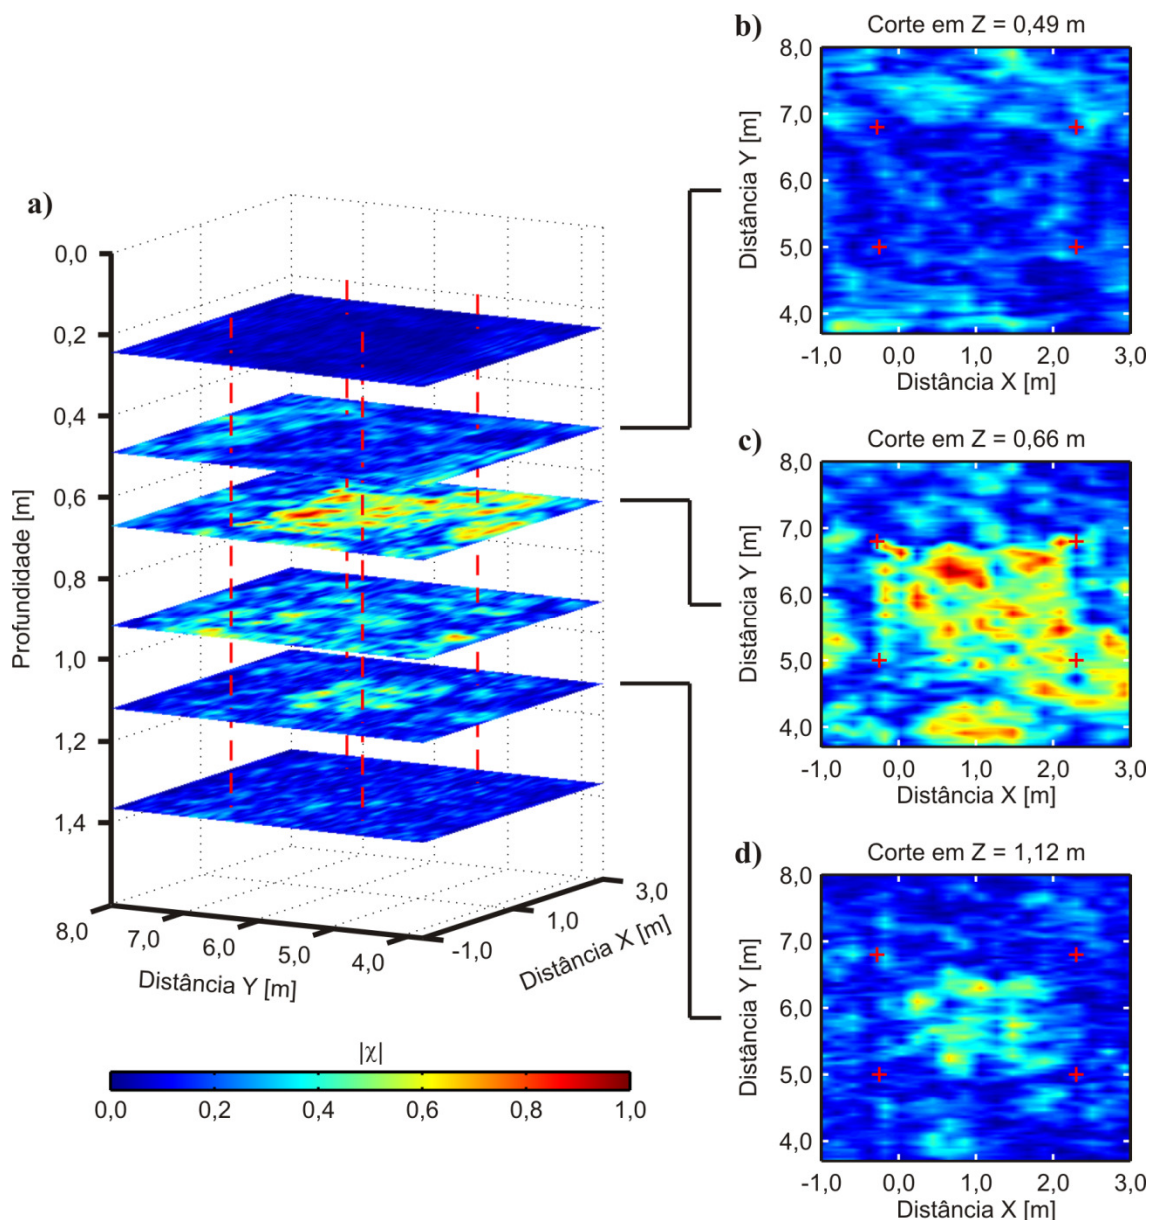 a)
0,0
0,2
0,4
0,6
0,8
1,0
1,2
1,4
Profundidade [m]
8,0
7,0
6,0
5,0
4,0
Distância Y [m]
-1,0
1,0
3,0
Distância X [m]
|χ|
0,0 0,2 0,4 0,6 0,8 1,0
b)
Corte em Z = 0,49 m
8,0
7,0
6,0
5,0
4,0
Distância Y [m]
-1,0 0,0 1,0 2,0 3,0
Distância X [m]
c)
Corte em Z = 0,66 m
8,0
7,0
6,0
5,0
4,0
Distância Y [m]
-1,0 0,0 1,0 2,0 3,0
Distância X [m]
d)
Corte em Z = 1,12 m
8,0
7,0
6,0
5,0
4,0
Distância Y [m]
-1,0 0,0 1,0 2,0 3,0
Distância X [m]